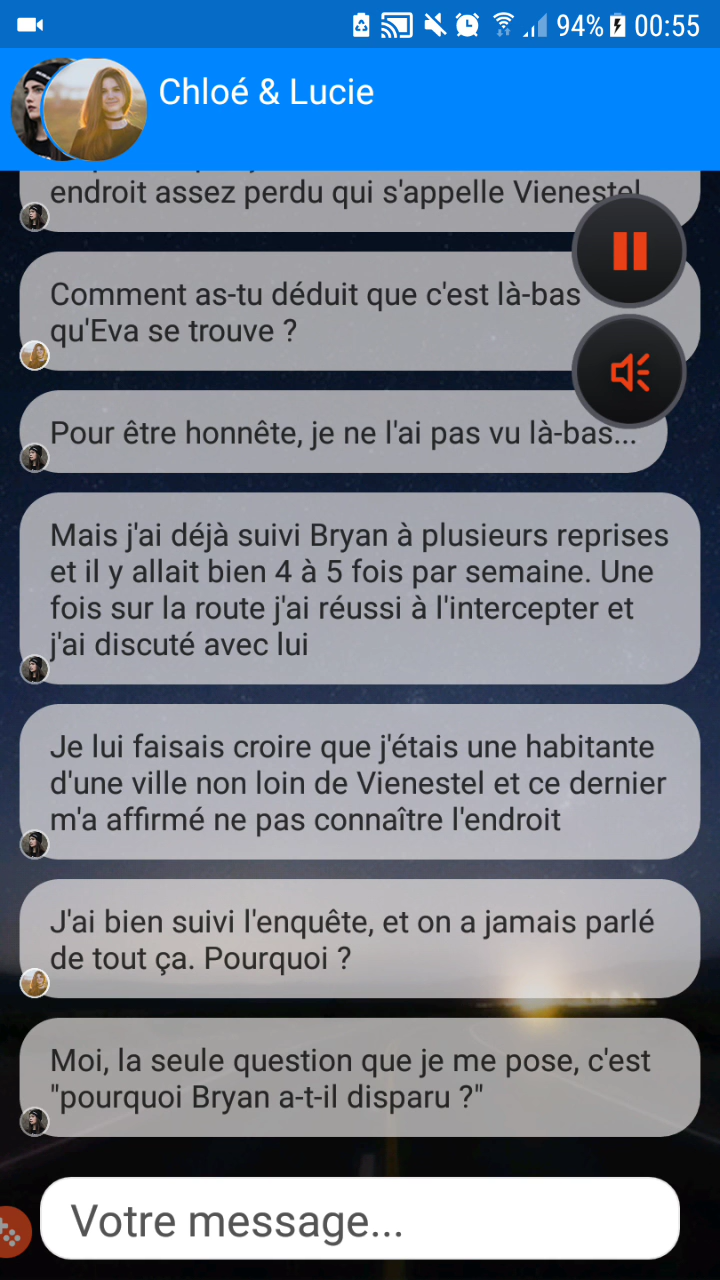 94% 00:55
Chloé & Lucie
endroit assez perdu qui s'appelle Vienestel
Comment as-tu déduit que c'est là-bas
qu'Eva se trouve ?
Pour être honnête, je ne l'ai pas vu là-bas...
Mais j'ai déjà suivi Bryan à plusieurs reprises
et il y allait bien 4 à 5 fois par semaine. Une
fois sur la route j'ai réussi à l'intercepter et
j'ai discuté avec lui
Je lui faisais croire que j'étais une habitante
d'une ville non loin de Vienestel et ce dernier
m'a affirmé ne pas connaître l'endroit
J'ai bien suivi l'enquête, et on a jamais parlé
de tout ça. Pourquoi ?
Moi, la seule question que je me pose, c'est
"pourquoi Bryan a-t-il disparu ?"
Votre message...